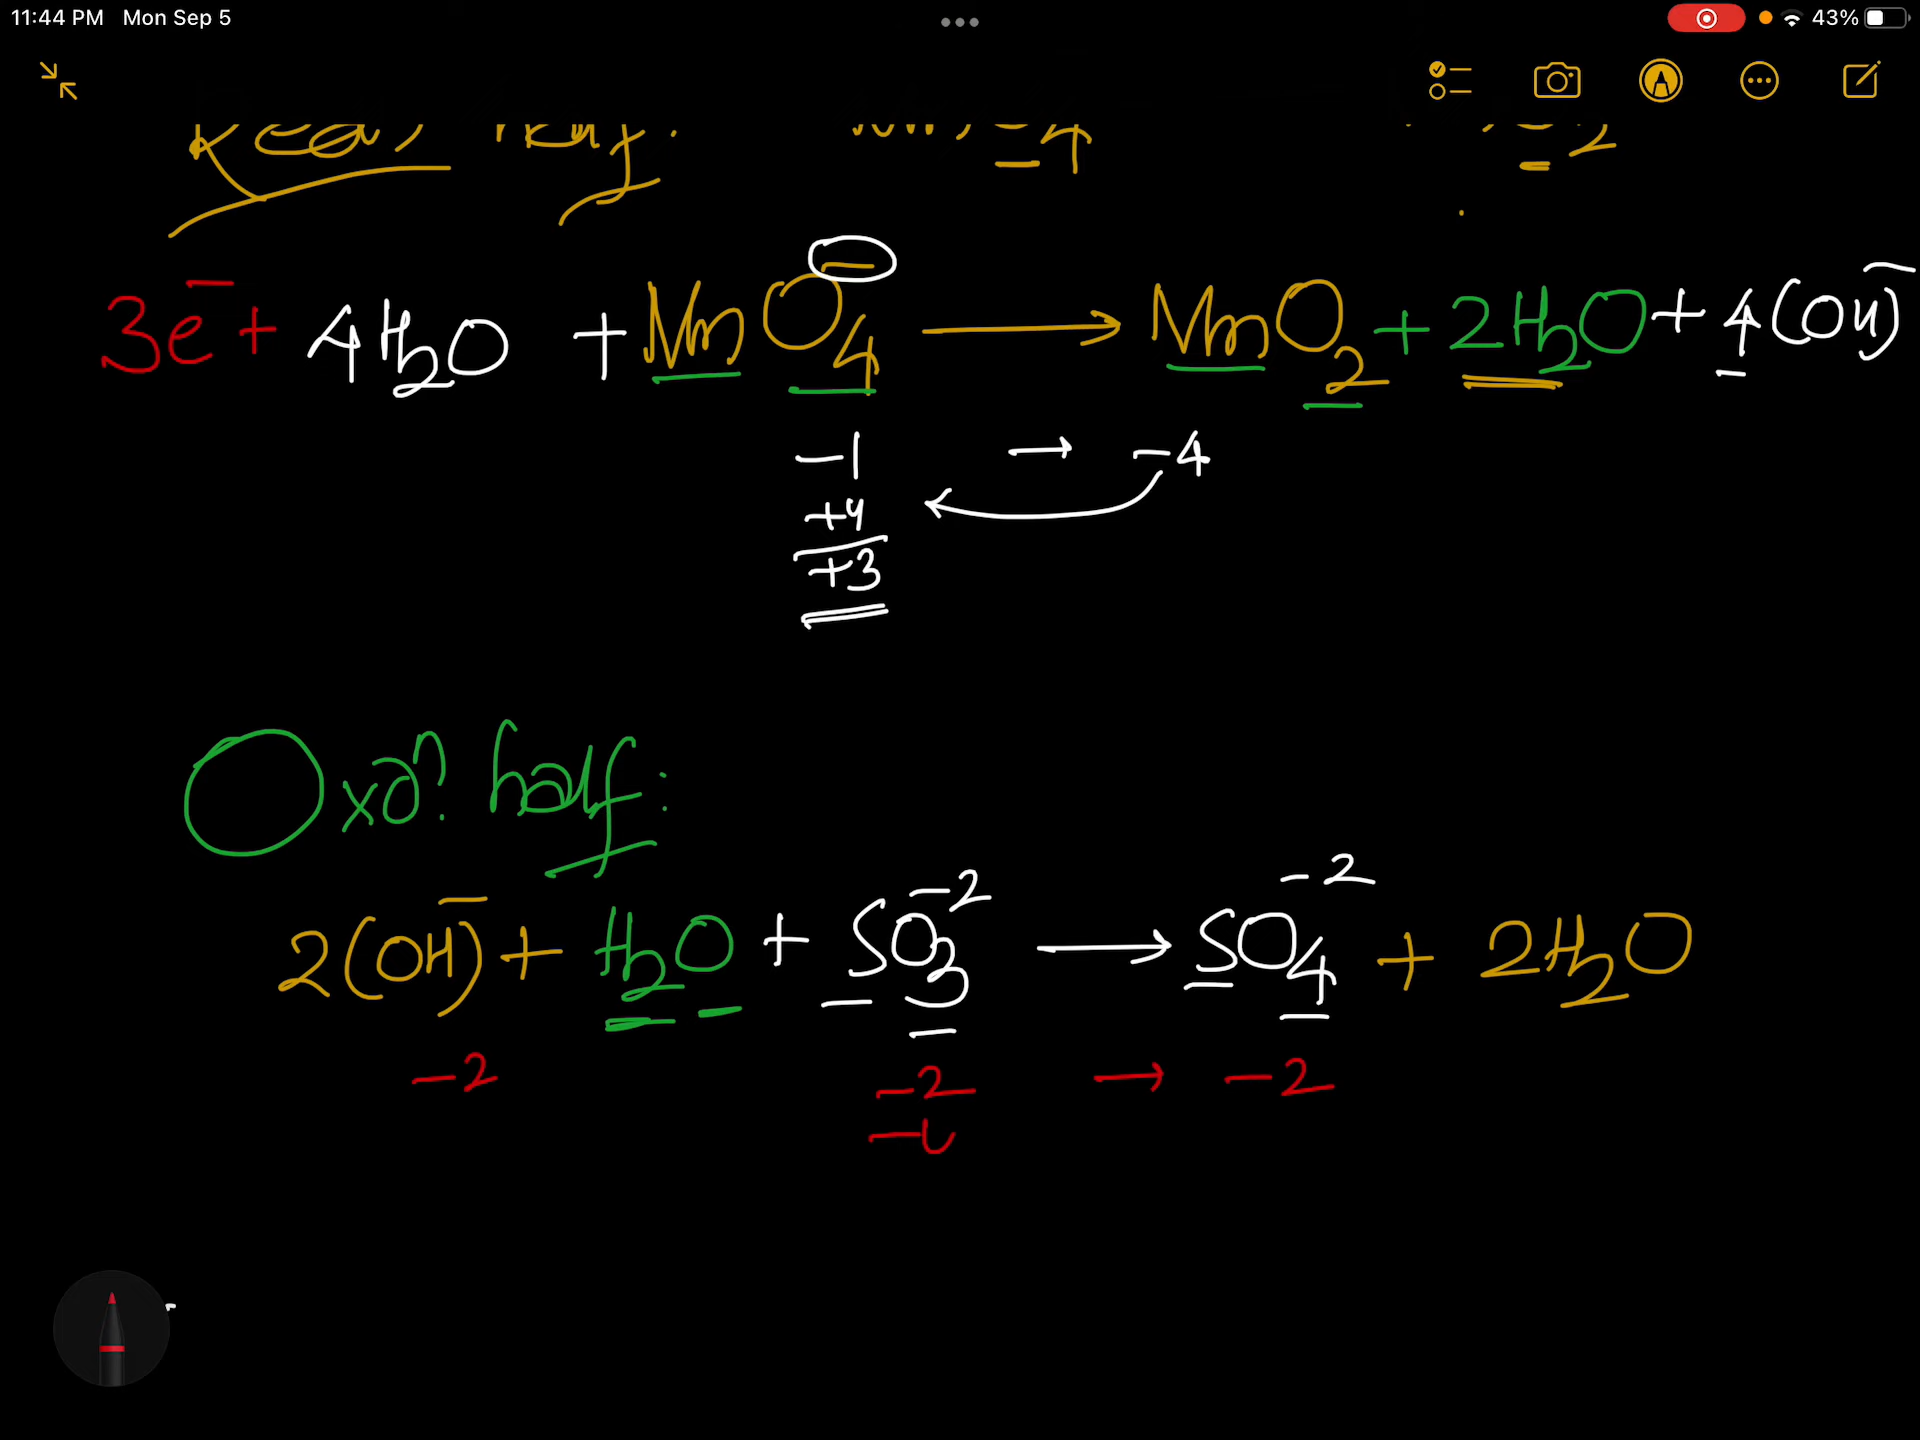 11:44 PM Mon Sep 5 43%
3e⁻ + 4H₂O + MnO₄⁻ → MnO₂ + 2H₂O + 4(OH)⁻
-1 → -4
+4
+3
Oxdⁿ half:
2(OH)⁻ + H₂O + SO₃⁻² → SO₄⁻² + 2H₂O
-2 -2 → -2